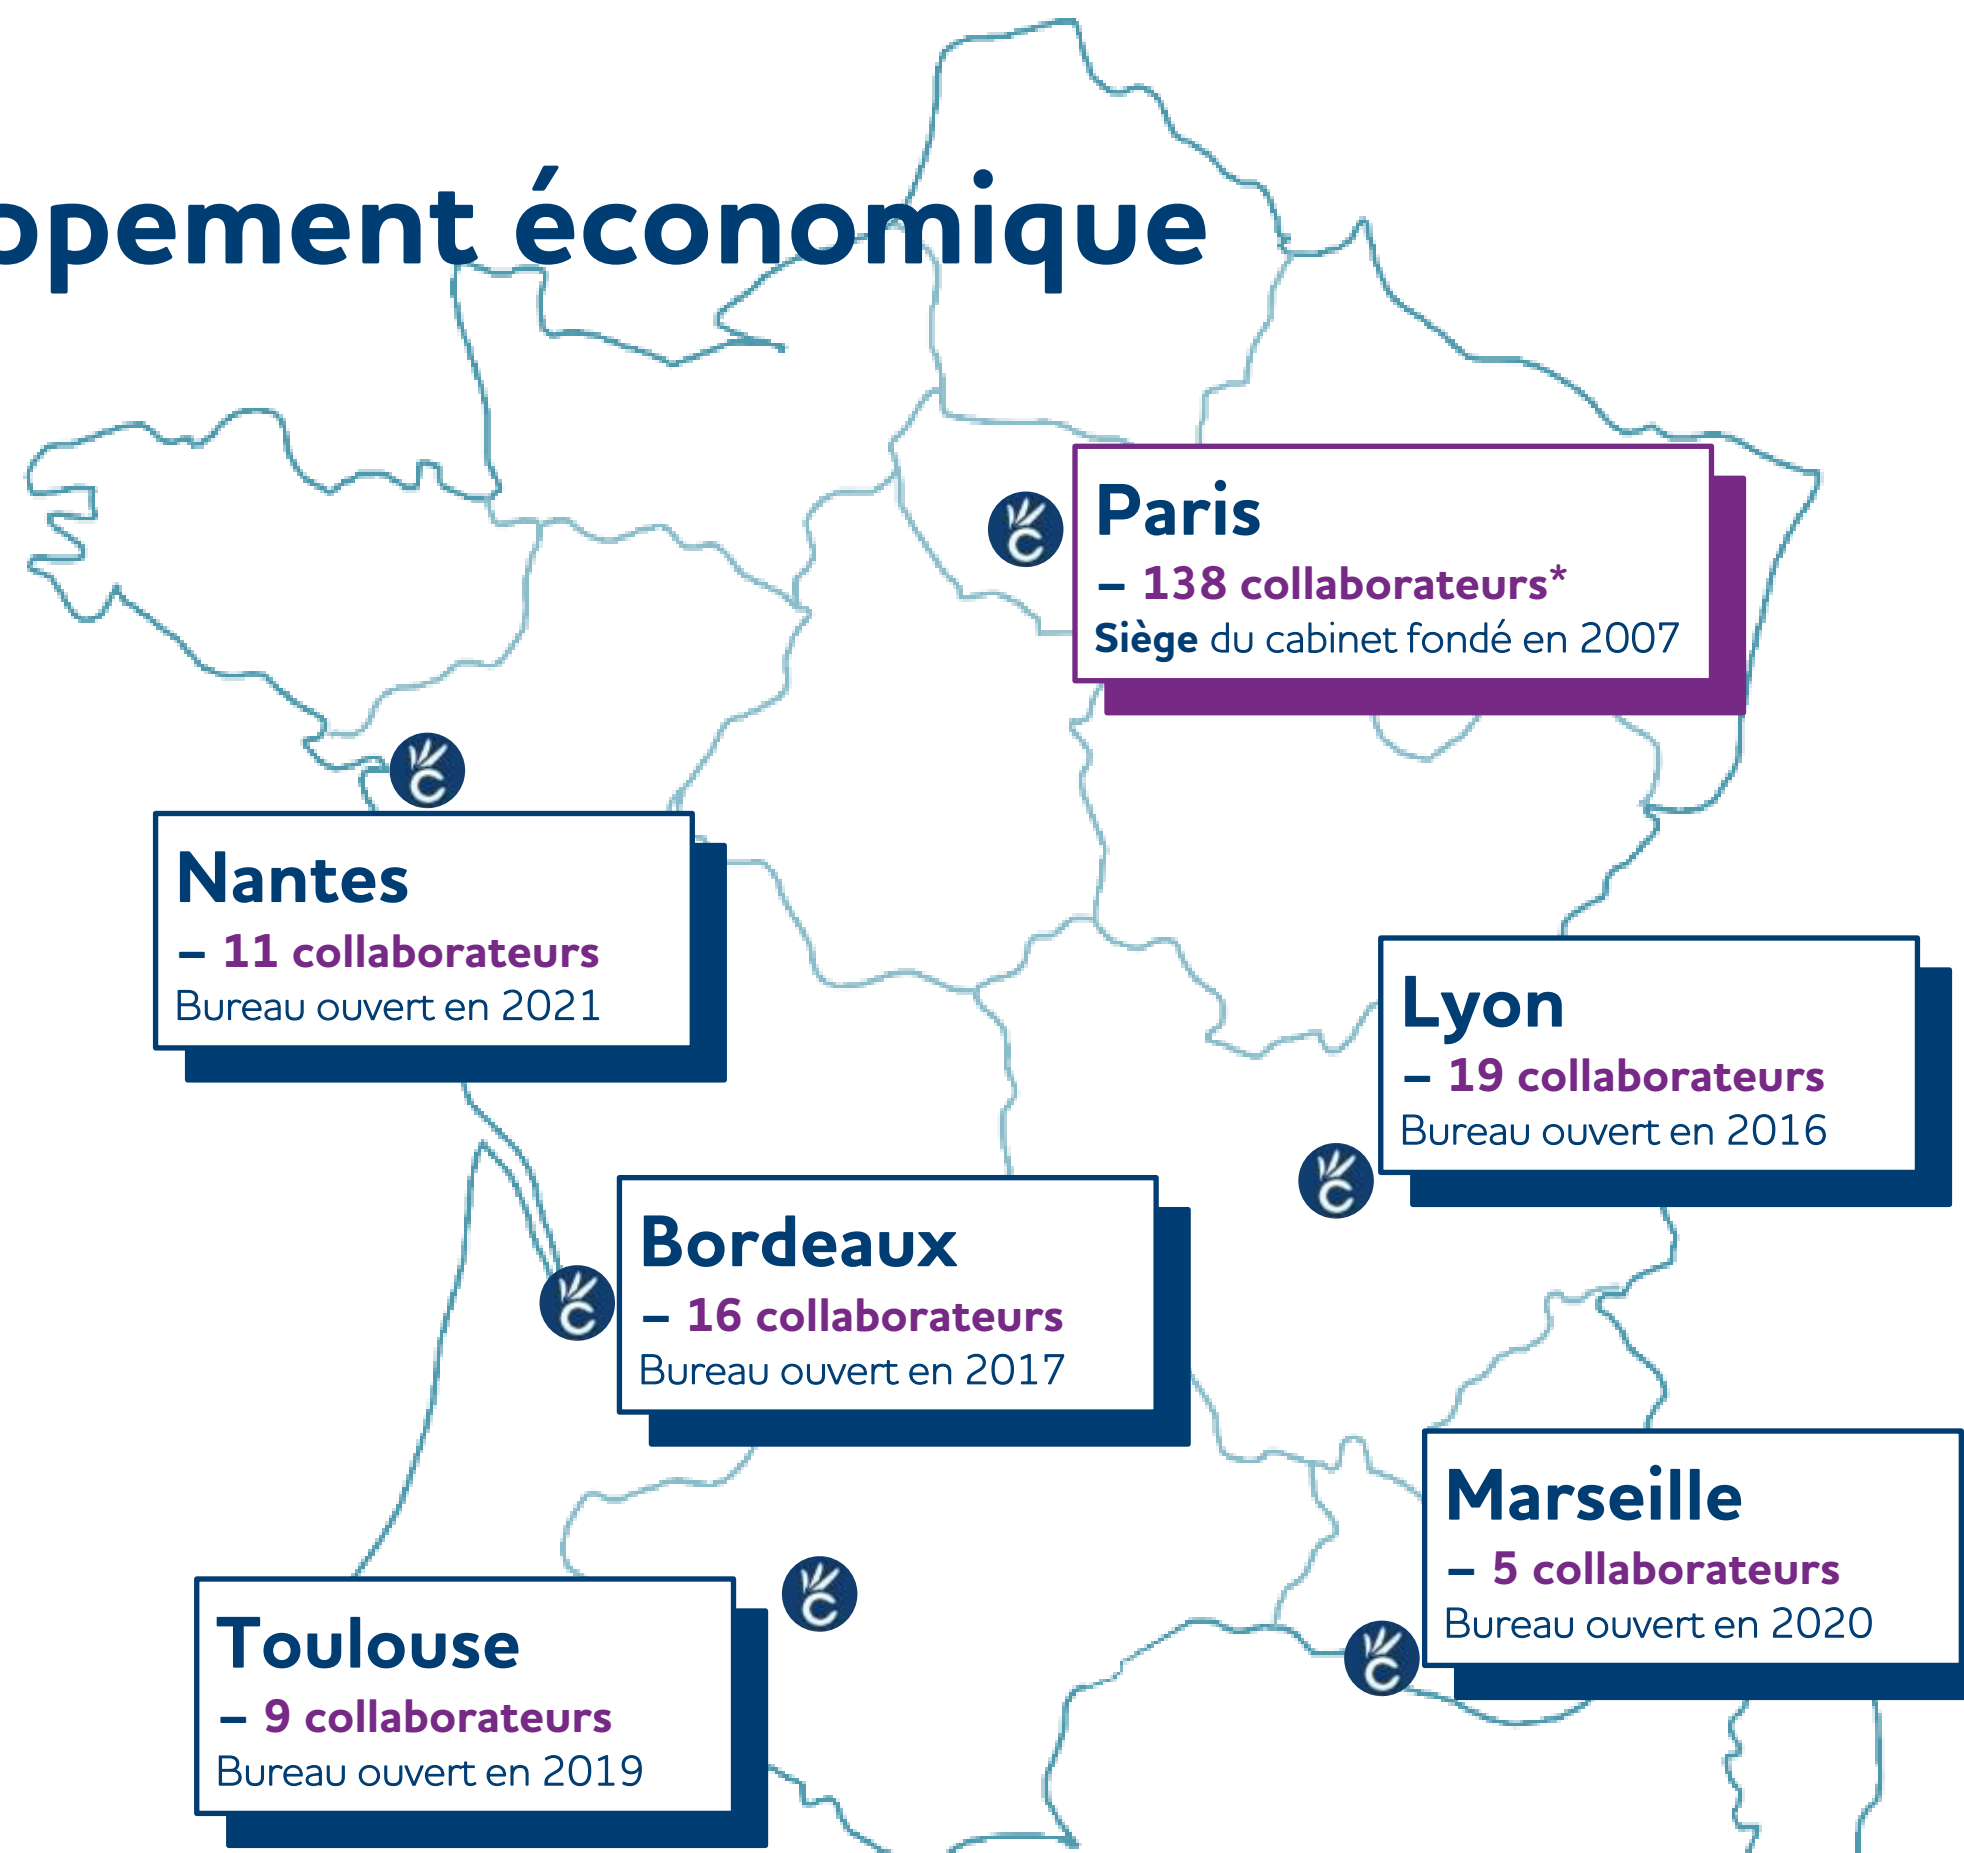 opement économique
Paris
– 138 collaborateurs*
Siège du cabinet fondé en 2007
Nantes
– 11 collaborateurs
Bureau ouvert en 2021
Lyon
– 19 collaborateurs
Bureau ouvert en 2016
Bordeaux
– 16 collaborateurs
Bureau ouvert en 2017
Marseille
– 5 collaborateurs
Bureau ouvert en 2020
Toulouse
– 9 collaborateurs
Bureau ouvert en 2019